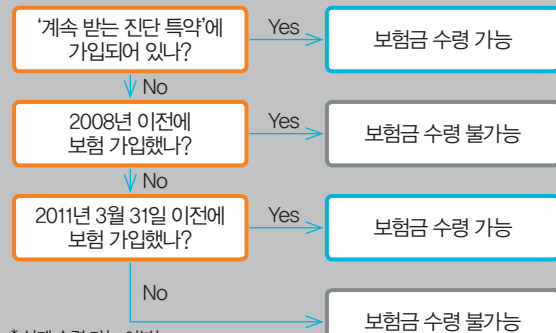 ‘계속 받는 진단 특약’에
가입되어 있나?
Yes
보험금 수령 가능
No
2008년 이전에
보험 가입했나?
Yes
보험금 수령 불가능
No
2011년 3월 31일 이전에
보험 가입했나?
Yes
보험금 수령 가능
No
보험금 수령 불가능